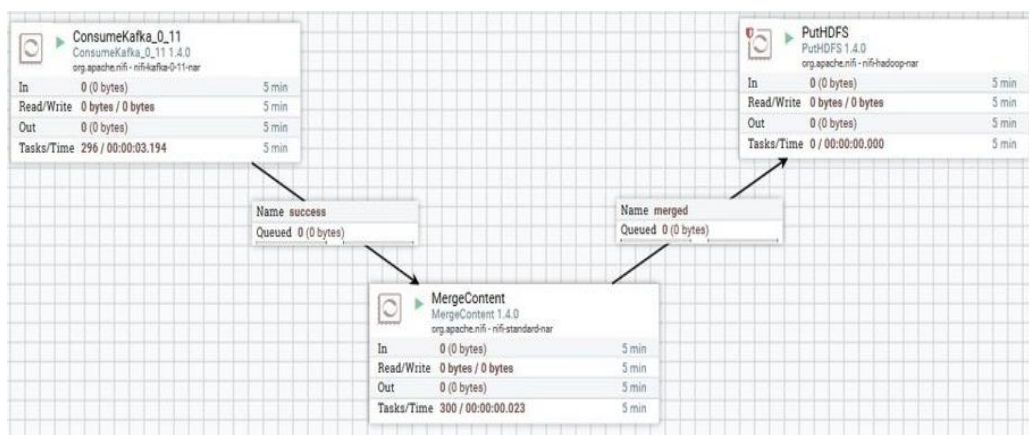 ConsumeKafka_0_11
ConsumeKafka_0_11 1.4.0
org.apache.nifi - nifi-kafka-0-11-nar
In 0 (0 bytes) 5 min
Read/Write 0 bytes / 0 bytes 5 min
Out 0 (0 bytes) 5 min
Tasks/Time 296 / 00:00:03.194 5 min
PutHDFS
PutHDFS 1.4.0
org.apache.nifi - nifi-hadoop-nar
In 0 (0 bytes) 5 min
Read/Write 0 bytes / 0 bytes 5 min
Out 0 (0 bytes) 5 min
Tasks/Time 0 / 00:00:00.000 5 min
Name success
Queued 0 (0 bytes)
Name merged
Queued 0 (0 bytes)
MergeContent
MergeContent 1.4.0
org.apache.nifi - nifi-standard-nar
In 0 (0 bytes) 5 min
Read/Write 0 bytes / 0 bytes 5 min
Out 0 (0 bytes) 5 min
Tasks/Time 300 / 00:00:00.023 5 min